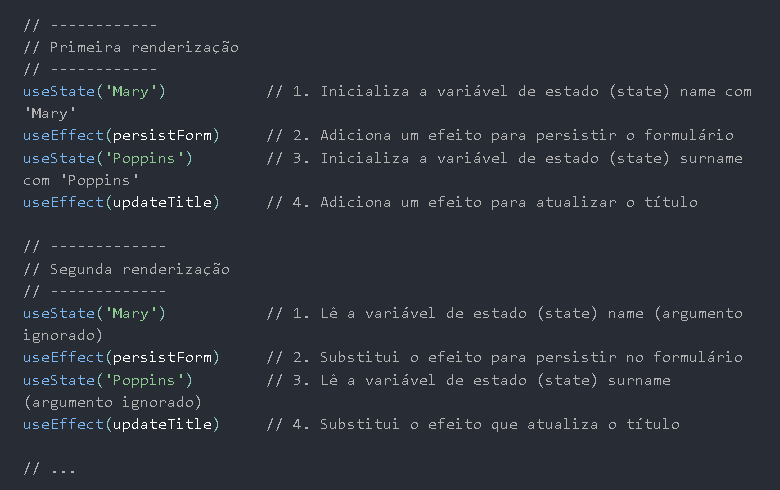 // ------------
// Primeira renderização
// ------------
useState('Mary')           // 1. Inicializa a variável de estado (state) name com
'Mary'
useEffect(persistForm)     // 2. Adiciona um efeito para persistir o formulário
useState('Poppins')        // 3. Inicializa a variável de estado (state) surname
com 'Poppins'
useEffect(updateTitle)     // 4. Adiciona um efeito para atualizar o título

// -------------
// Segunda renderização
// -------------
useState('Mary')           // 1. Lê a variável de estado (state) name (argumento
ignorado)
useEffect(persistForm)     // 2. Substitui o efeito para persistir no formulário
useState('Poppins')        // 3. Lê a variável de estado (state) surname
(argumento ignorado)
useEffect(updateTitle)     // 4. Substitui o efeito que atualiza o título

// ...